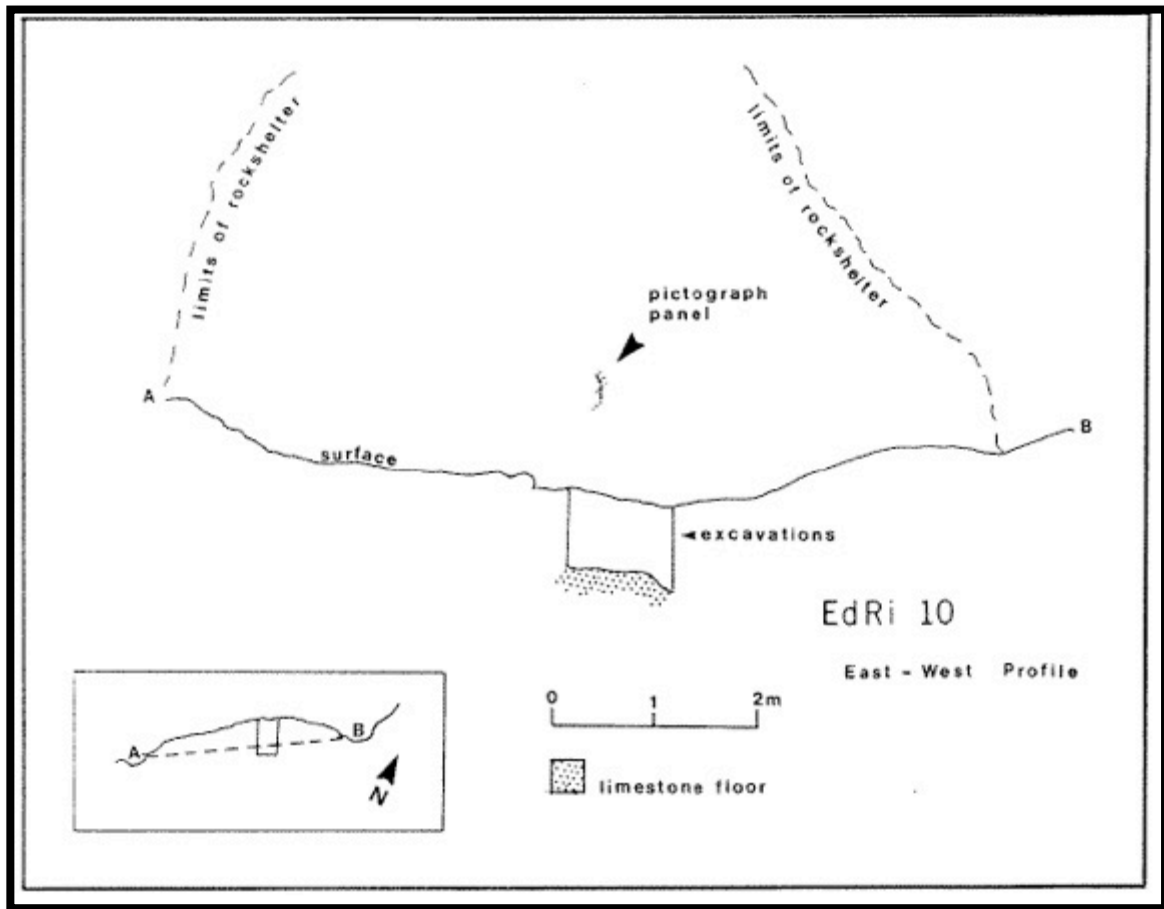 limits of rockshelter
limits of rockshelter
pictograph
panel
A
B
surface
excavations
EdRi 10
East - West Profile
0 1 2m
A
B
N
limestone floor